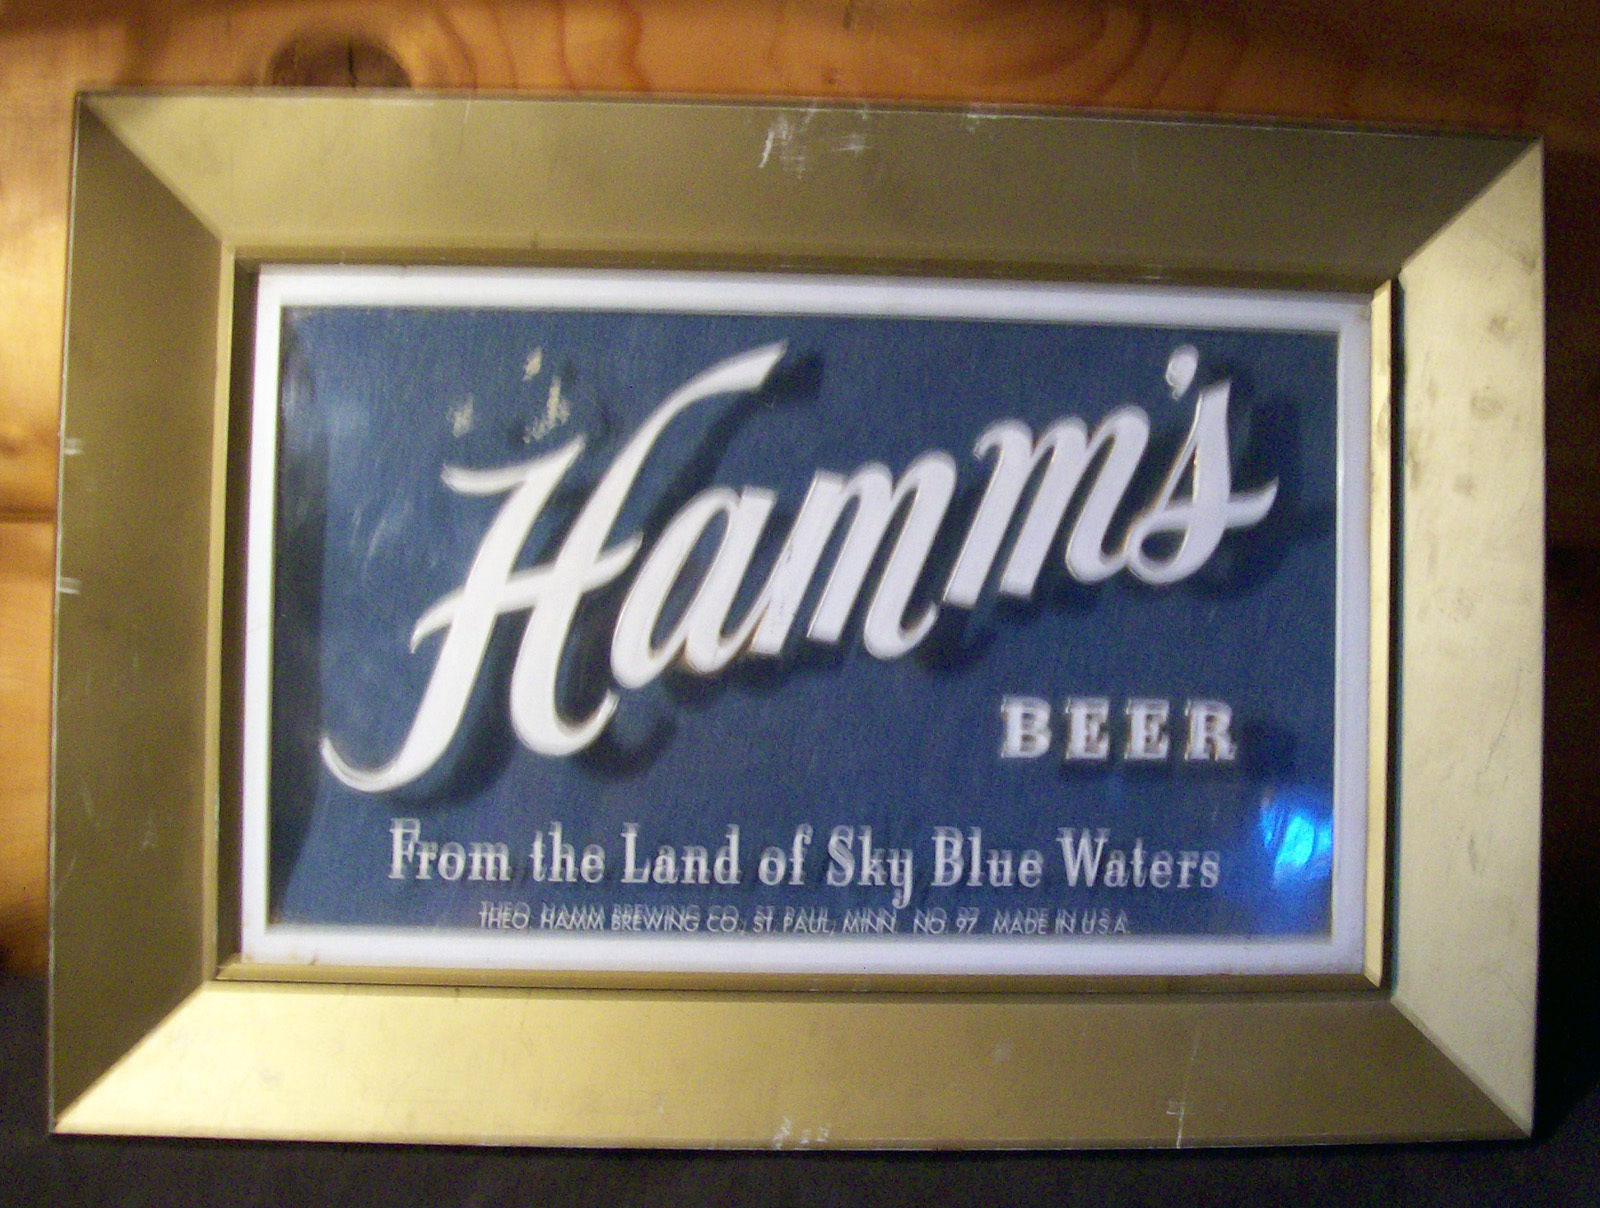 Hamm's
BEER
From the Land of Sky Blue Waters
THEO. HAMM BREWING CO., ST. PAUL, MINN. NO. 97 MADE IN U.S.A.